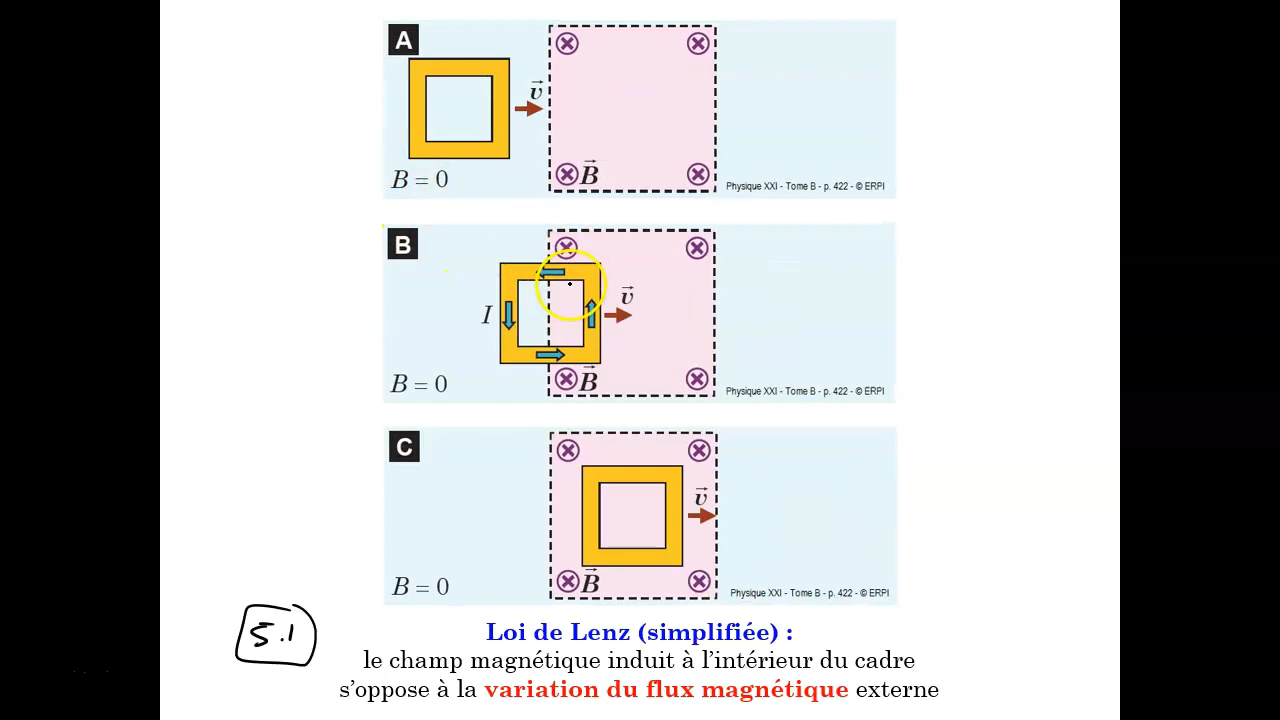 A
v
B = 0
B
Physique XXI - Tome B - p. 422 - © ERPI
B
I
v
B = 0
B
Physique XXI - Tome B - p. 422 - © ERPI
C
v
B = 0
B
Physique XXI - Tome B - p. 422 - © ERPI
5.1
Loi de Lenz (simplifiée) :
le champ magnétique induit à l’intérieur du cadre
s’oppose à la variation du flux magnétique externe